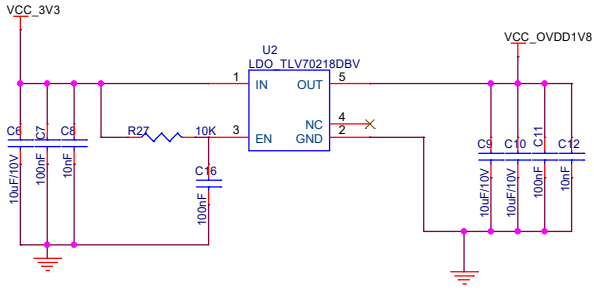 VCC_3V3
U2
LDO_TLV70218DBV
VCC_OVDD1V8
1
IN
OUT
5
R27
10K
3
EN
NC
4
GND
2
C6
10uF/10V
C7
100nF
C8
10nF
C16
100nF
C9
10uF/10V
C10
10uF/10V
C11
100nF
C12
10nF